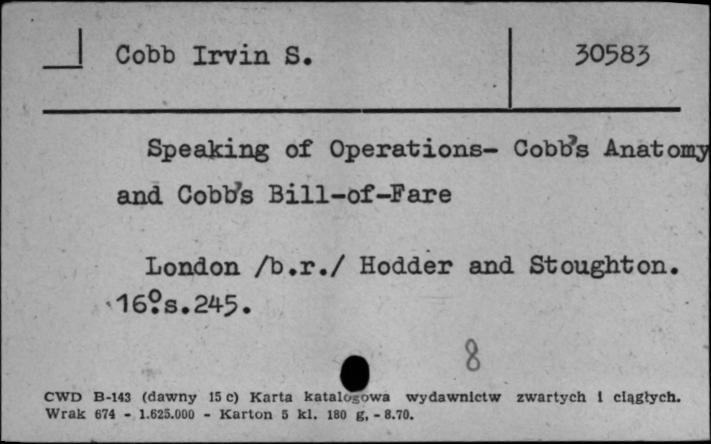 Cobb Irvin S. 30583
Speaking of Operations- Cobb's Anatomy
and Cobb's Bill-of-Fare
London /b.r./ Hodder and Stoughton.
16°.s.245.
8
CWD B-143 (dawny 15 c) Karta katalogowa wydawnictw zwartych i ciągłych.
Wrak 674 - 1.625.000 - Karton 5 kl. 180 g, - 8.70.